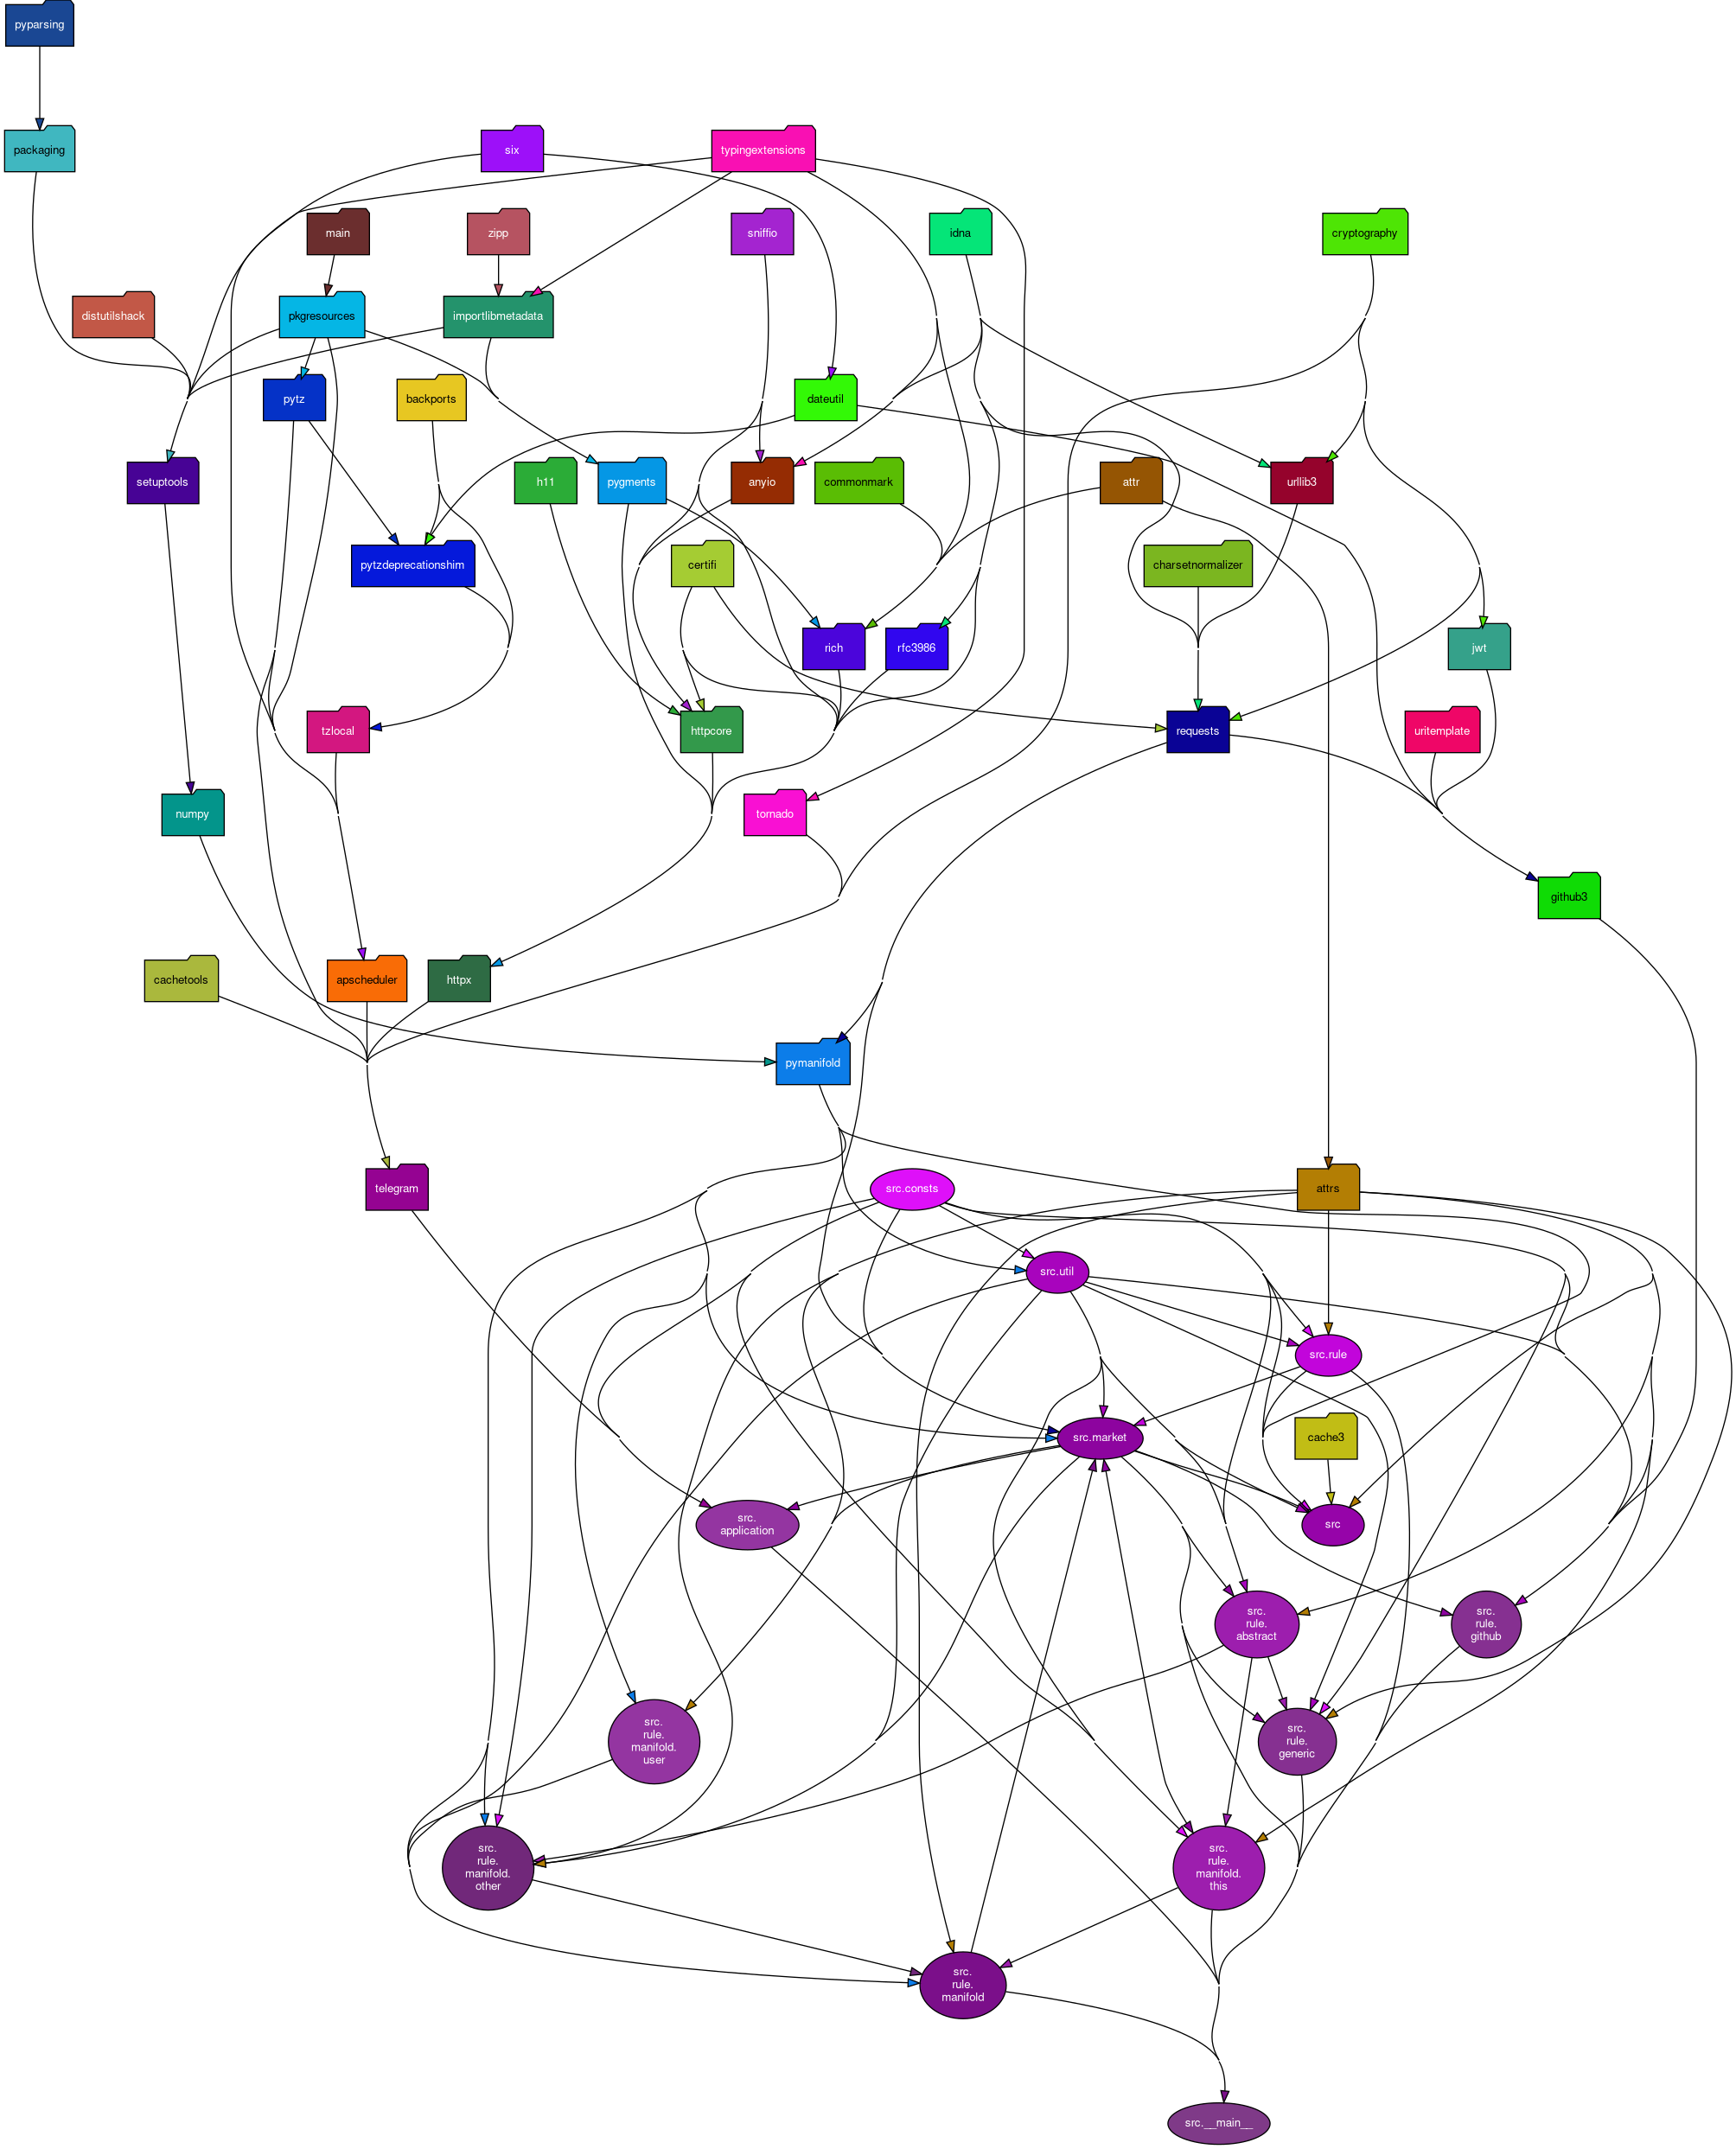 pyparsing
packaging
six
typingextensions
main
zipp
sniffio
idna
cryptography
distutilshack
pkgresources
importlibmetadata
pytz
backports
dateutil
setuptools
h11
pygments
anyio
commonmark
attr
urllib3
pytzdeprecationshim
certifi
charsetnormalizer
rich
rfc3986
jwt
tzlocal
httpcore
requests
uritemplate
numpy
tornado
github3
cachetools
apscheduler
httpx
pymanifold
telegram
src.consts
attrs
src.util
src.rule
src.market
cache3
src.
application
src
src.
rule.
abstract
src.
rule.
github
src.
rule.
manifold.
user
src.
rule.
generic
src.
rule.
manifold.
other
src.
rule.
manifold.
this
src.
rule.
manifold
src.__main__